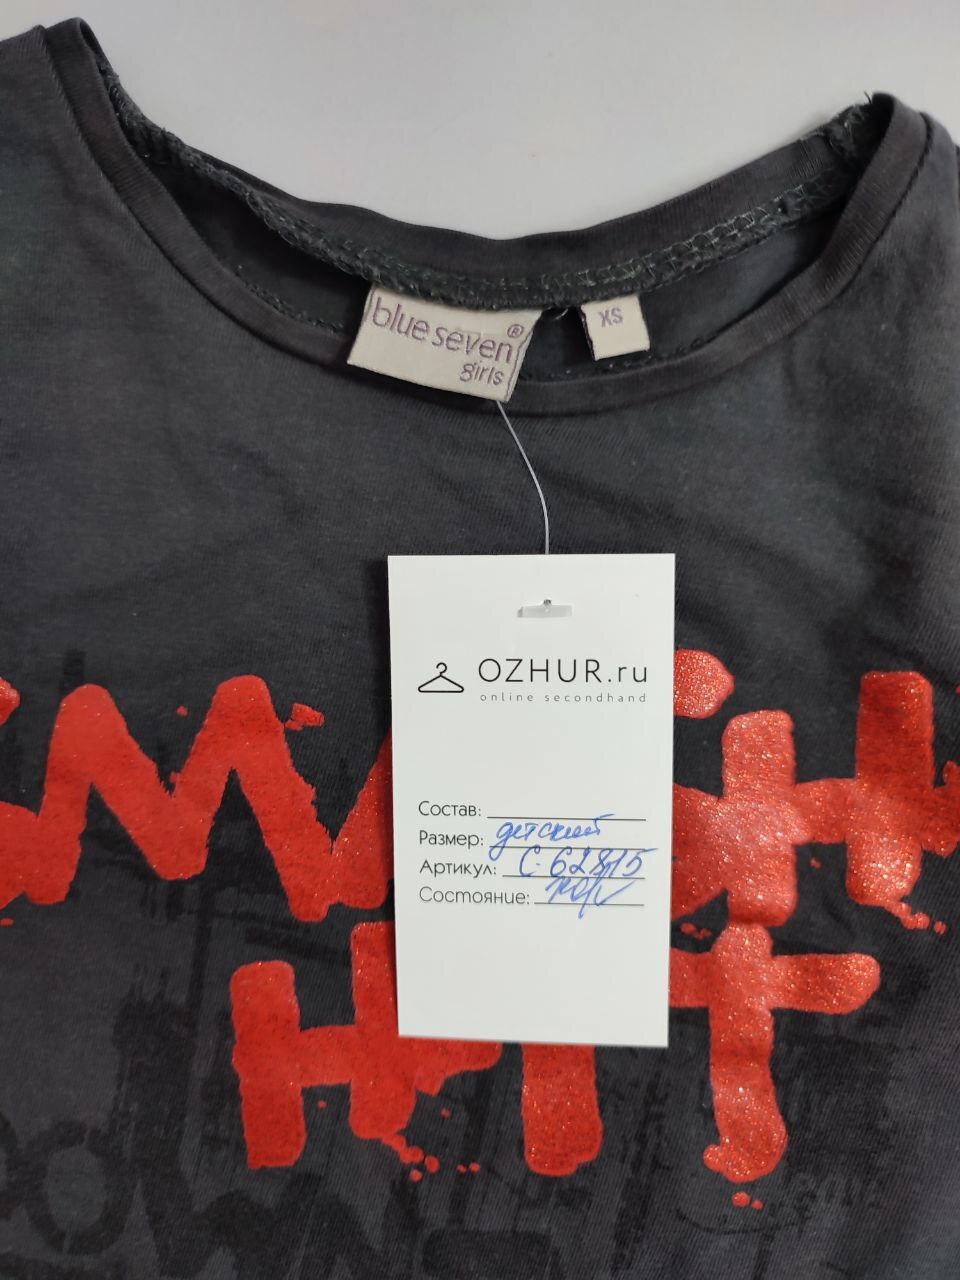 blue seven ®
girls
XS
OZHUR.ru
online secondhand
Состав:
Размер: детский
Артикул: С-62815
Состояние:
SMASH
HIT